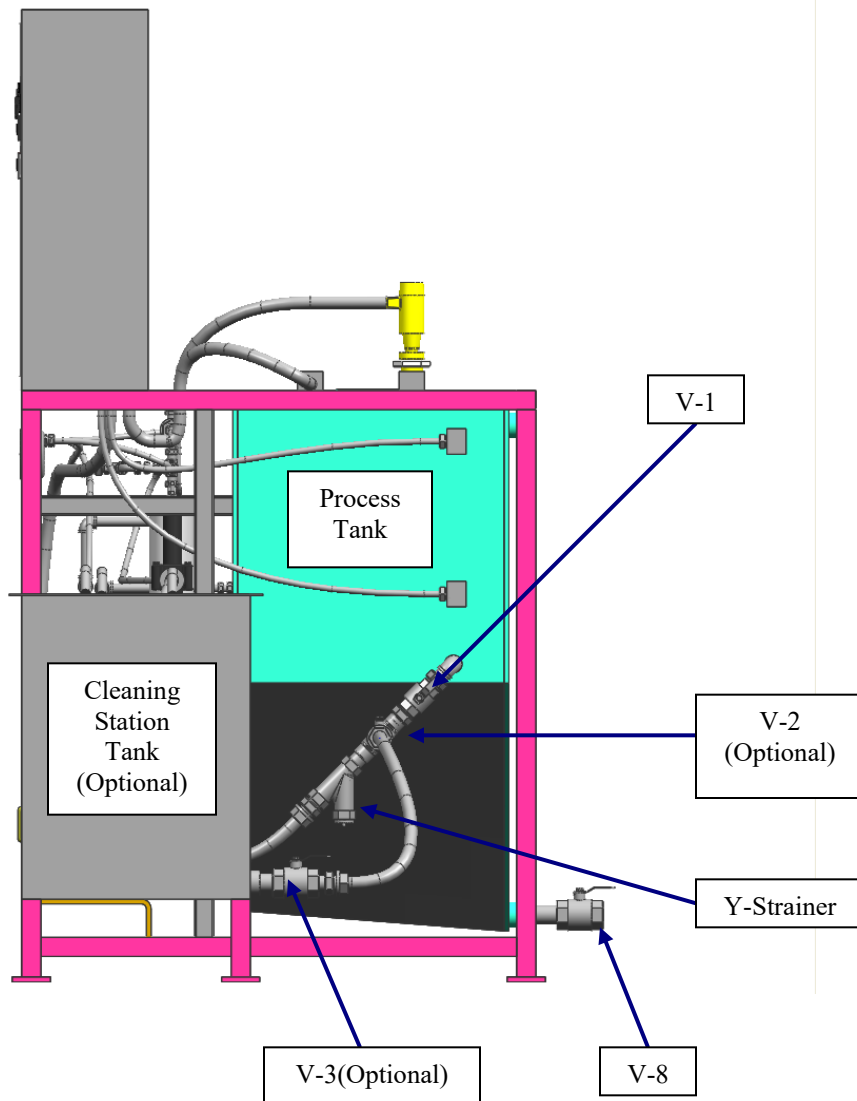 V-1
Process
Tank
Cleaning
Station
Tank
(Optional)
V-2
(Optional)
Y-Strainer
V-3(Optional)
V-8